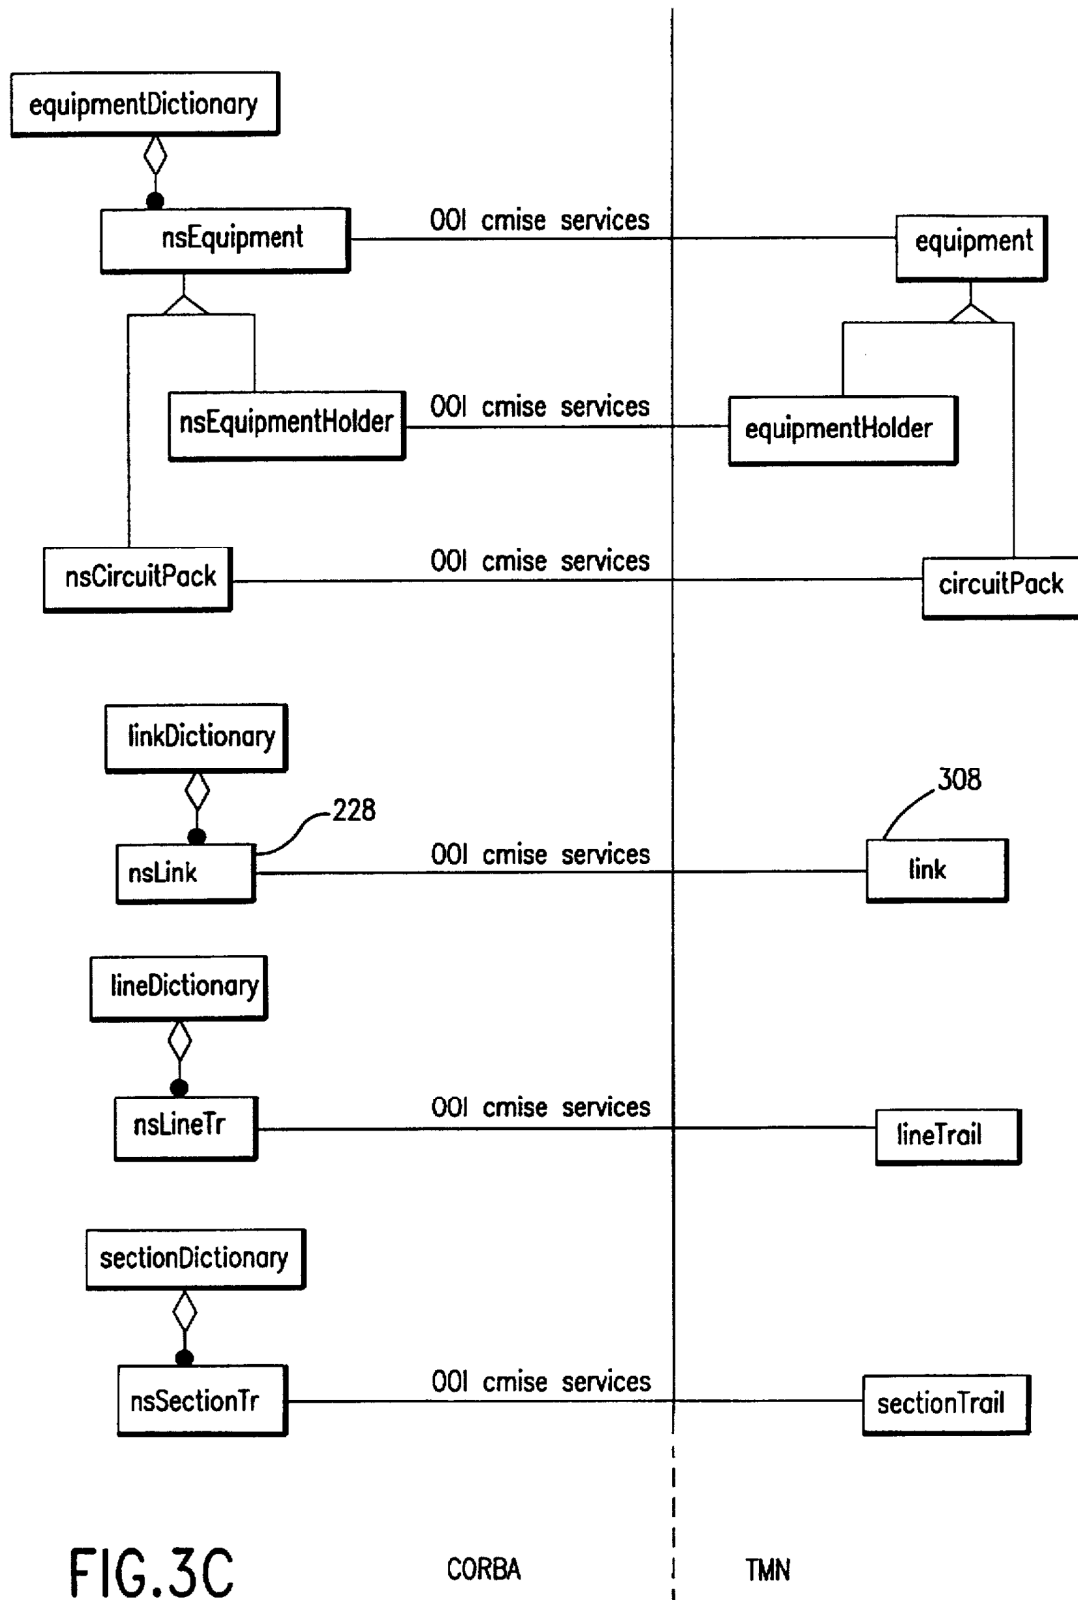 equipmentDictionary
nsEquipment
OOI cmise services
equipment
nsEquipmentHolder
OOI cmise services
equipmentHolder
nsCircuitPack
OOI cmise services
circuitPack
linkDictionary
228
308
nsLink
OOI cmise services
link
lineDictionary
nsLineTr
OOI cmise services
lineTrail
sectionDictionary
nsSectionTr
OOI cmise services
sectionTrail
FIG.3C
CORBA
TMN